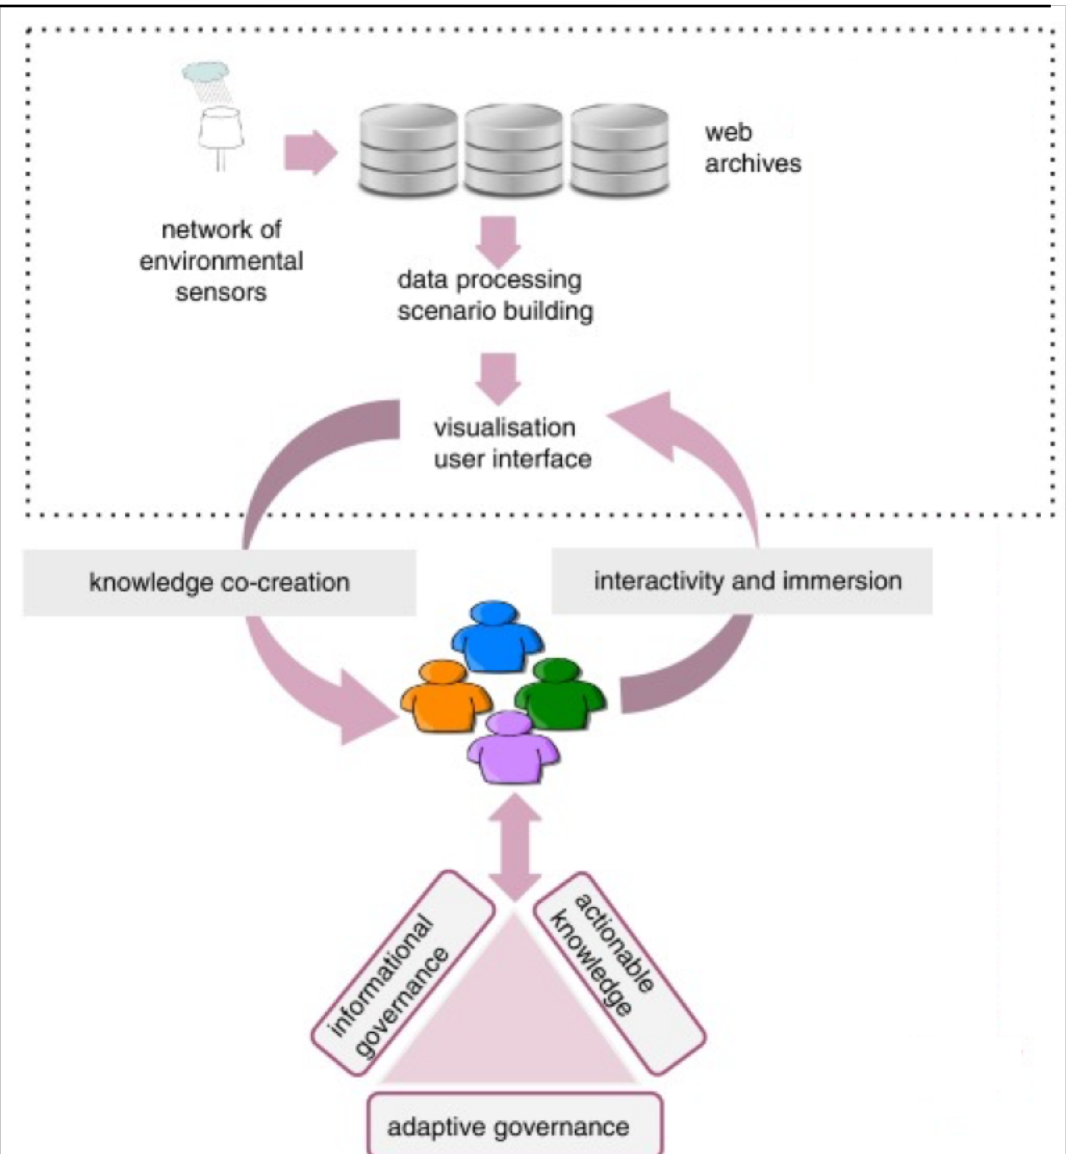 web
archives
network of
environmental
sensors
data processing
scenario building
visualisation
user interface
knowledge co-creation
interactivity and immersion
informational
governance
actionable
knowledge
adaptive governance